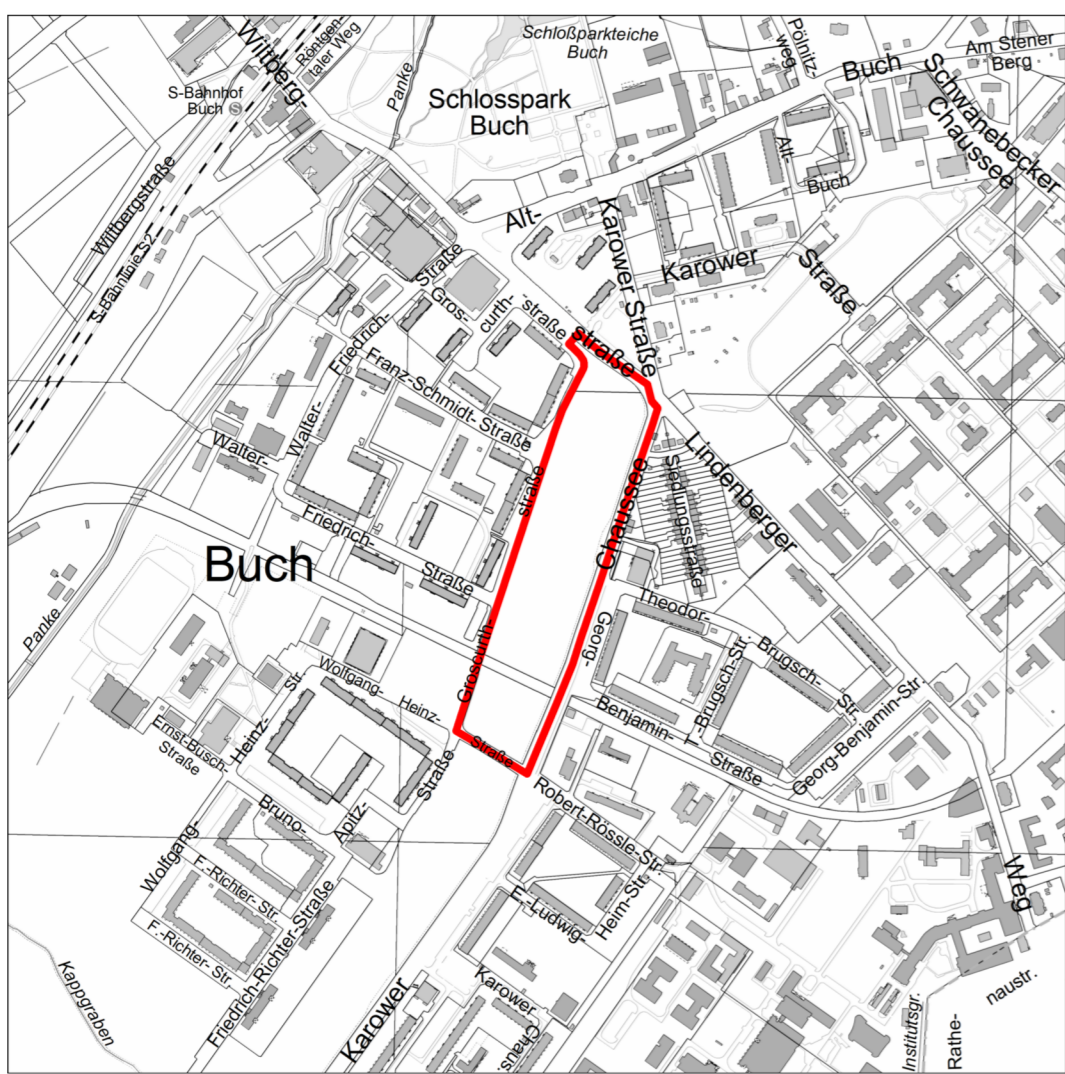 Wiltberg-
Röntgen-
taler Weg
S-Bahnhof
Buch
S
Panke
Schloßparkteiche
Buch
Schlosspark
Buch
Pölnitz-
weg
Buch
Am Stener
Berg
Schwanebecker
Chaussee
Wiltbergstraße
S-Bahnlinie S2
Alt-
Karower Straße
Alt-
Buch
Karower
Straße
Straße
Gros-
curth-
straße
straße
Friedrich-
Franz-Schmidt- Straße
Walter-
Walter-
Friedrich-
Straße
straße
Chaussee
Siedlungsstraße
Lindenberger
Buch
Panke
Theodor-
Brugsch-
Str.
T.-Brugsch-Str.
Georg-
Benjamin-
Straße
Georg-Benjamin-Str.
Groscurth-
Wolfgang-
Heinz-
Straße
Str.
Heinz-
Ernst-Busch-
Straße
Straße
Apitz-
Bruno-
Wolfgang-
F.-Richter-Str.
F.-Richter- Str.
Friedrich-Richter-Straße
Robert-Rössle-Str.
E.-Ludwig-
Heim-Str.
Weg
Kappgraben
Karower
Karower
Chaus.
Institutsgr.
Rathe-
naustr.